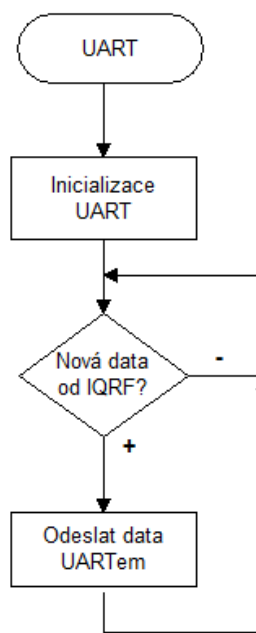 UART
Inicializace
UART
Nová data
od IQRF?
-
+
Odeslat data
UARTem